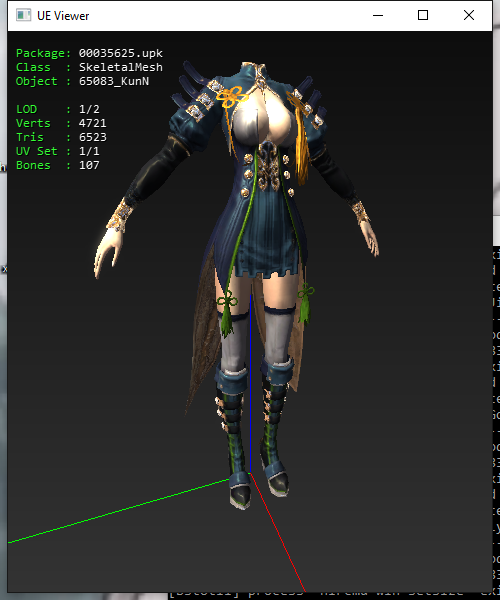 UE Viewer
Package: 00035625.upk
Class : SkeletalMesh
Object : 65083_KunN
LOD : 1/2
Verts : 4721
Tris : 6523
UV Set : 1/1
Bones : 107